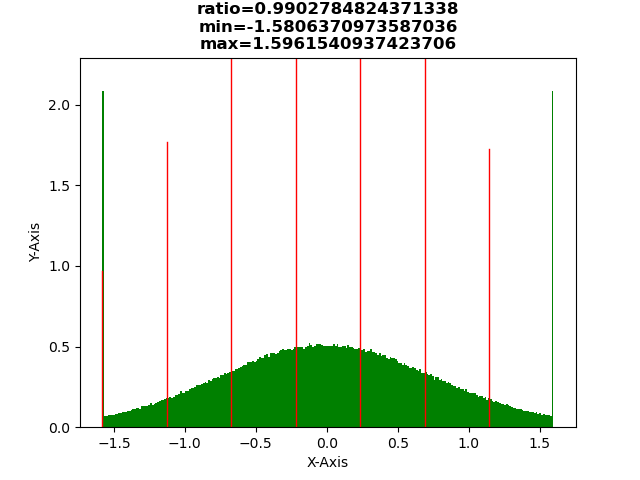 ratio=0.9902784824371338
min=-1.5806370973587036
max=1.5961540937423706
2.0
1.5
1.0
0.5
0.0
Y-Axis
−1.5 −1.0 −0.5 0.0 0.5 1.0 1.5
X-Axis